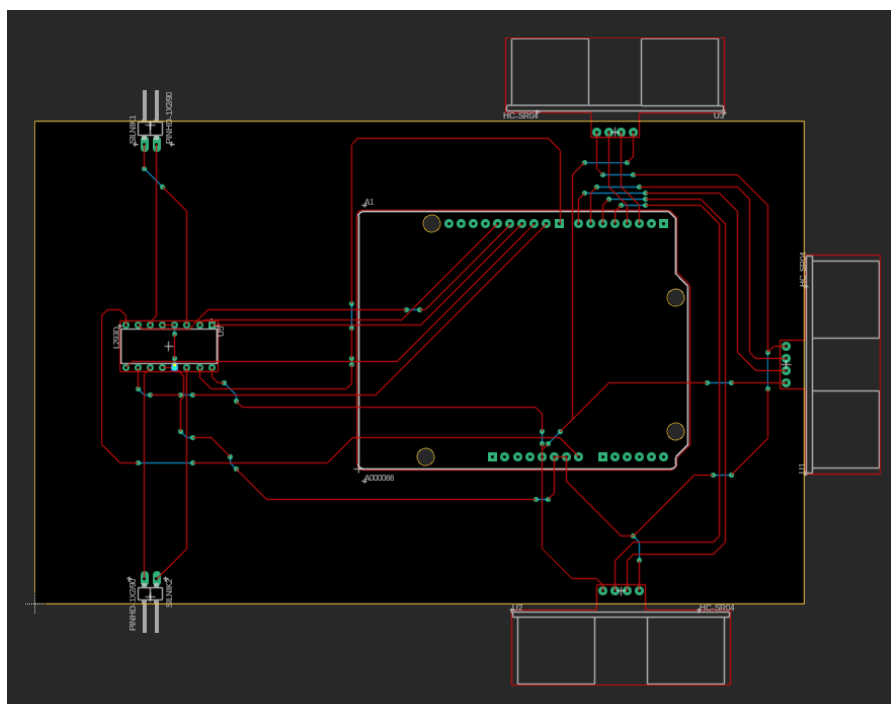 HC-SR04
U3
SILNIK1
PINHD-1X2/90
A1
HC-SR04
L293D
U5
A000066
U1
PINHD-1X2/90
SILNIK2
U2
HC-SR04